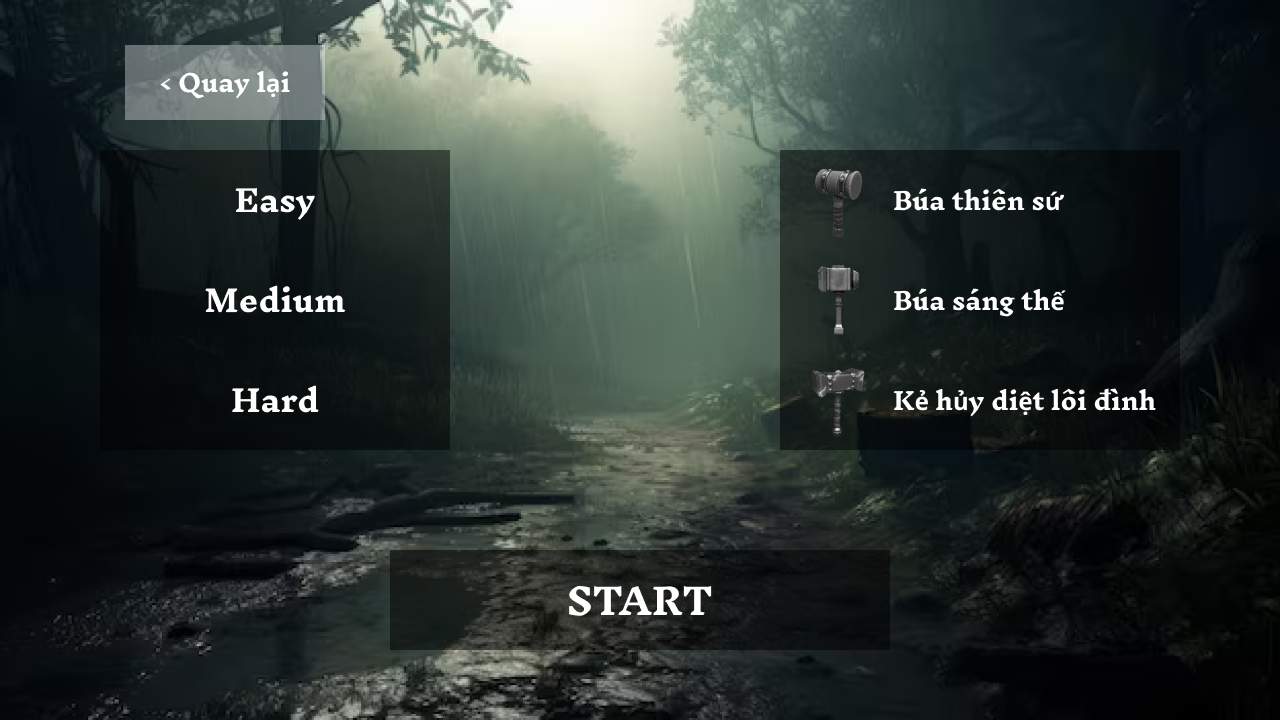 < Quay lại
Easy
Medium
Hard
Búa thiên sứ
Búa sáng thế
Kẻ hủy diệt lôi đình
START